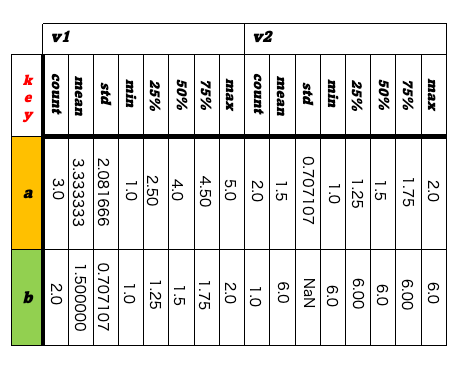 v1 v2
key count mean std min 25% 50% 75% max count mean std min 25% 50% 75% max
a 3.0 3.333333 2.081666 1.0 2.50 4.0 4.50 5.0 2.0 1.5 0.707107 1.0 1.25 1.5 1.75 2.0
b 2.0 1.500000 0.707107 1.0 1.25 1.5 1.75 2.0 1.0 6.0 NaN 6.0 6.00 6.0 6.00 6.0